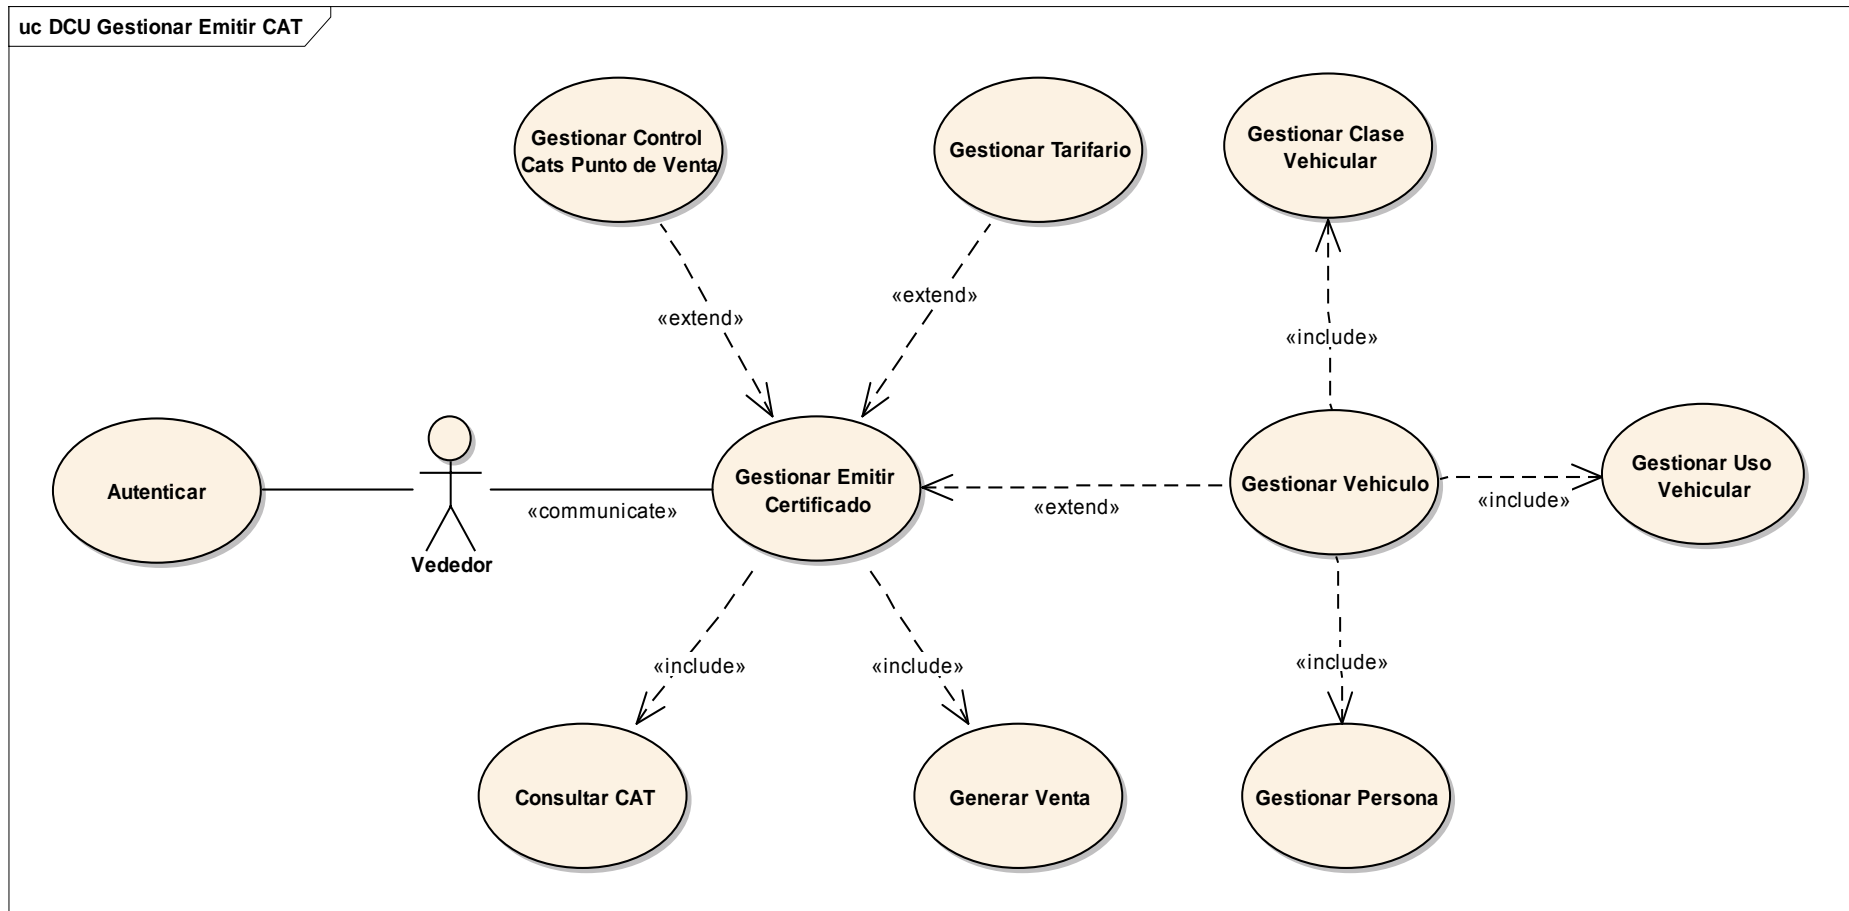 uc DCU Gestionar Emitir CAT
Gestionar Control
Cats Punto de Venta
Gestionar Tarifario
Gestionar Clase
Vehicular
«extend»
«extend»
«include»
Autenticar
Vededor
«communicate»
Gestionar Emitir
Certificado
«extend»
Gestionar Vehiculo
«include»
Gestionar Uso
Vehicular
«include»
«include»
«include»
Consultar CAT
Generar Venta
Gestionar Persona